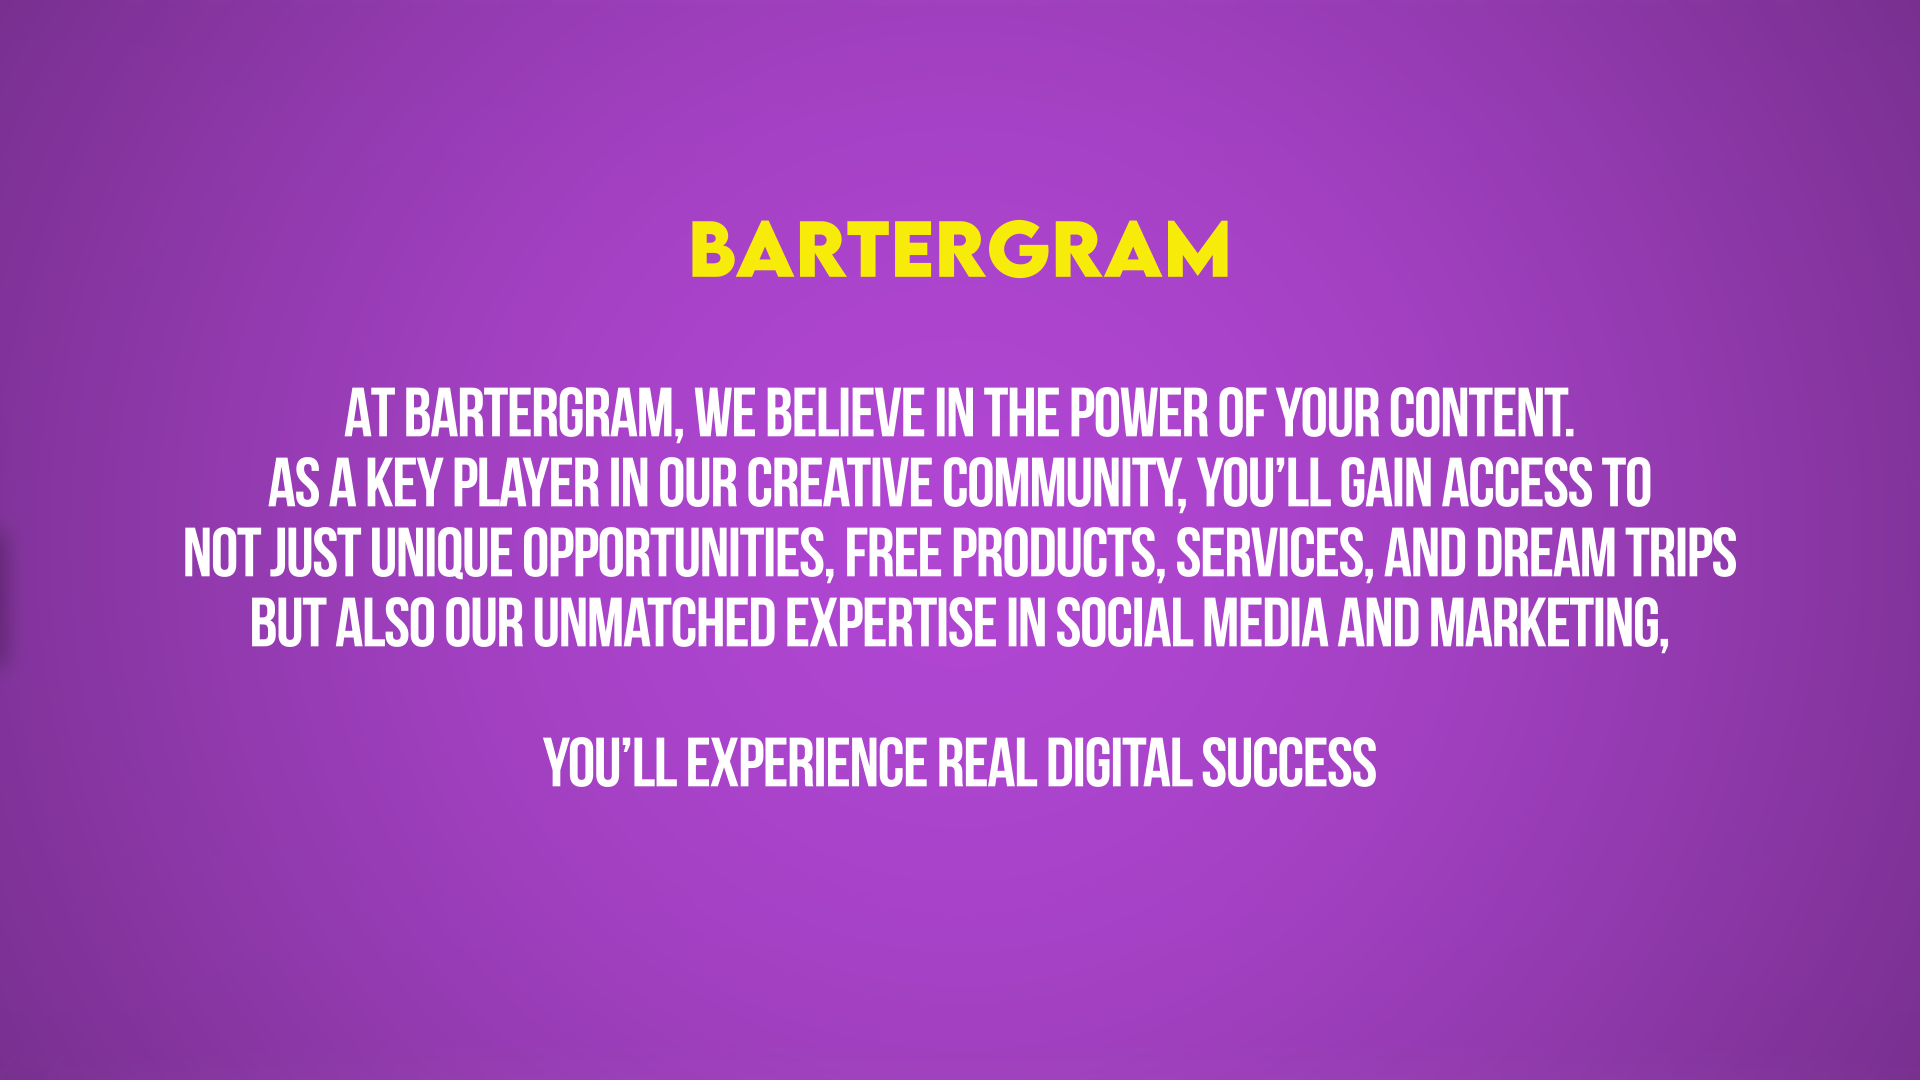 BARTERGRAM
AT BARTERGRAM, WE BELIEVE IN THE POWER OF YOUR CONTENT.
AS A KEY PLAYER IN OUR CREATIVE COMMUNITY, YOU’LL GAIN ACCESS TO
NOT JUST UNIQUE OPPORTUNITIES, FREE PRODUCTS, SERVICES, AND DREAM TRIPS
BUT ALSO OUR UNMATCHED EXPERTISE IN SOCIAL MEDIA AND MARKETING,
YOU’LL EXPERIENCE REAL DIGITAL SUCCESS